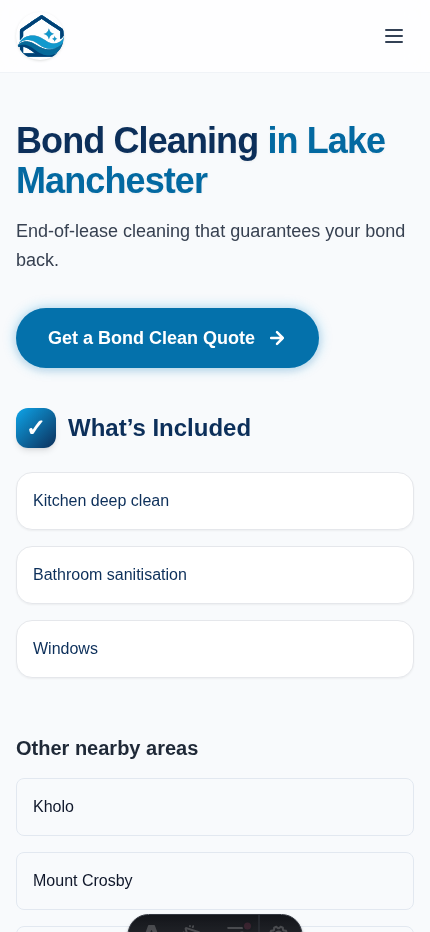 Bond Cleaning in Lake
Manchester
End-of-lease cleaning that guarantees your bond
back.
Get a Bond Clean Quote →
✓ What’s Included
Kitchen deep clean
Bathroom sanitisation
Windows
Other nearby areas
Kholo
Mount Crosby